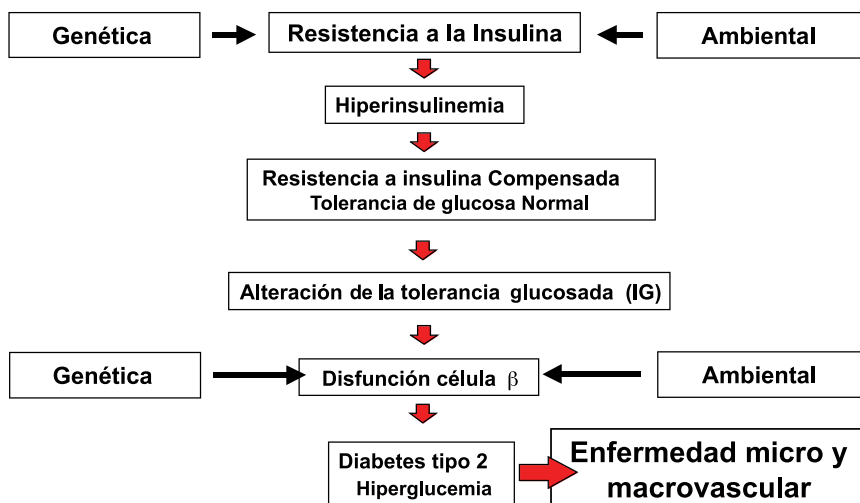 Genética
Resistencia a la Insulina
Ambiental
Hiperinsulinemia
Resistencia a insulina Compensada
Tolerancia de glucosa Normal
Alteración de la tolerancia glucosada (IG)
Genética
Disfunción célula β
Ambiental
Diabetes tipo 2
Hiperglucemia
Enfermedad micro y
macrovascular